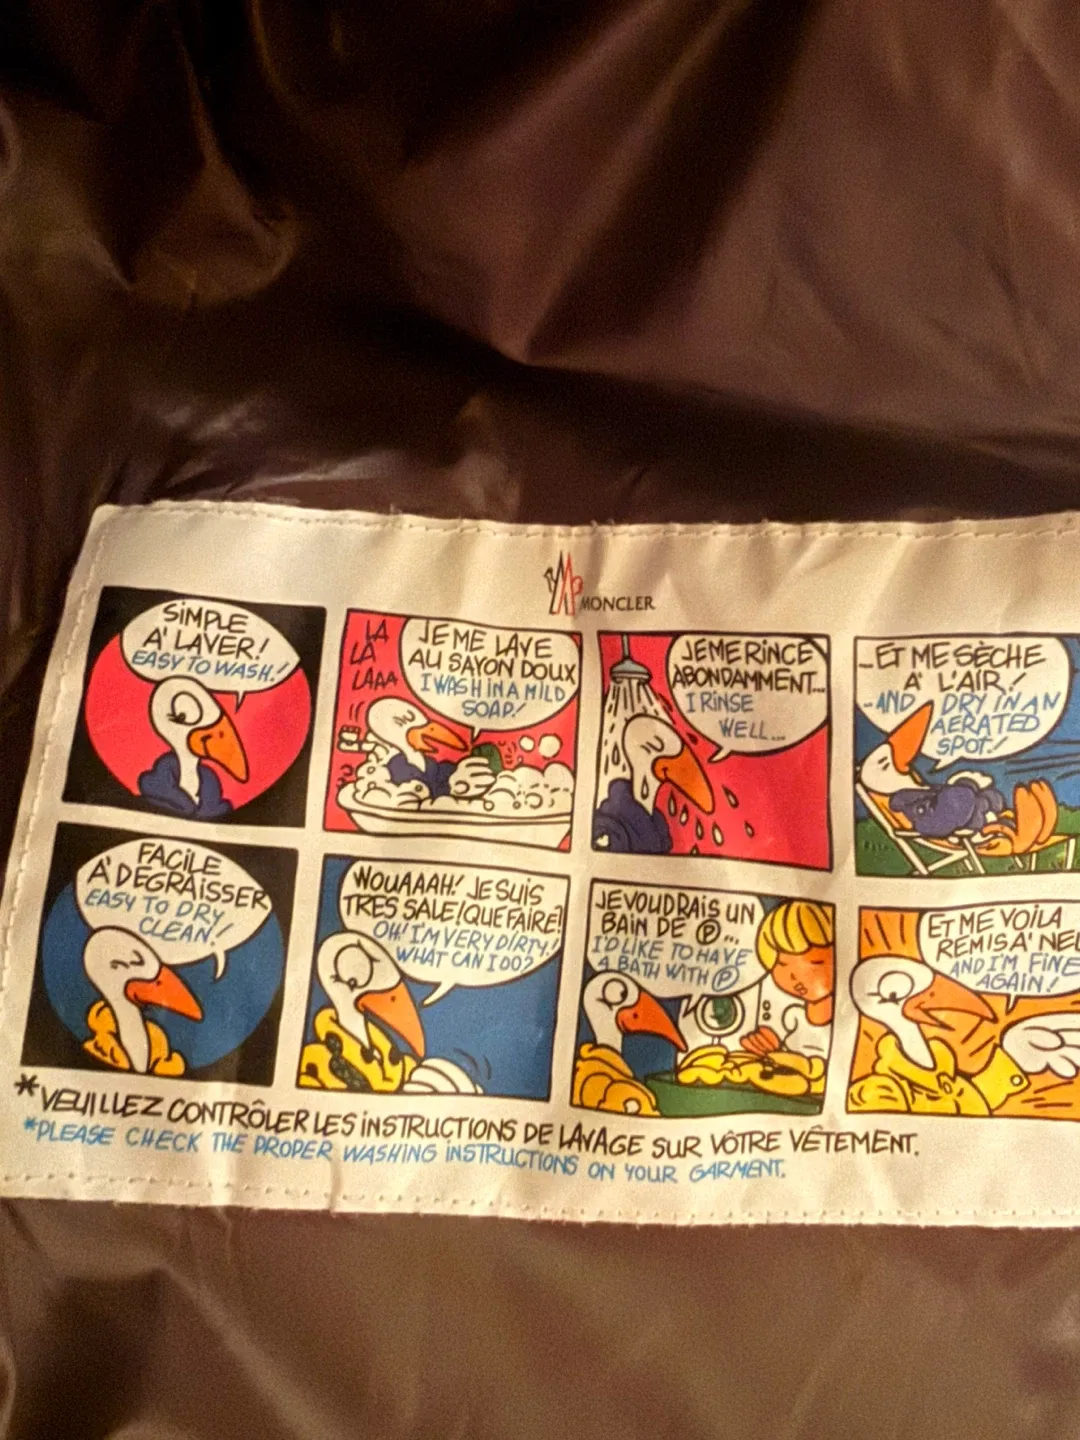 MONCLER
SIMPLE
A' LAVER!
EASY TO WASH!
LA
LA
LAAA
JE ME LAVE
AU SAVON DOUX
I WASH IN A MILD
SOAP!
JE ME RINCE
ABONDAMMENT...
I RINSE
WELL...
...ET ME SÈCHE
A' L'AIR!
...AND DRY IN AN
AERATED
SPOT!
FACILE
A' DÉGRAISSER
EASY TO DRY
CLEAN!
WOUAAAH! JE SUIS
TRES SALE! QUE FAIRE?
OH! I'M VERY DIRTY!
WHAT CAN I DO?
JE VOUDRAIS UN
BAIN DE Ⓟ...
I'D LIKE TO HAVE
A BATH WITH Ⓟ
ET ME VOILA
REMIS A' NEU
AND I'M FINE
AGAIN!
*VEUILLEZ CONTRÔLER LES INSTRUCTIONS DE LAVAGE SUR VÔTRE VÊTEMENT.
*PLEASE CHECK THE PROPER WASHING INSTRUCTIONS ON YOUR GARMENT.